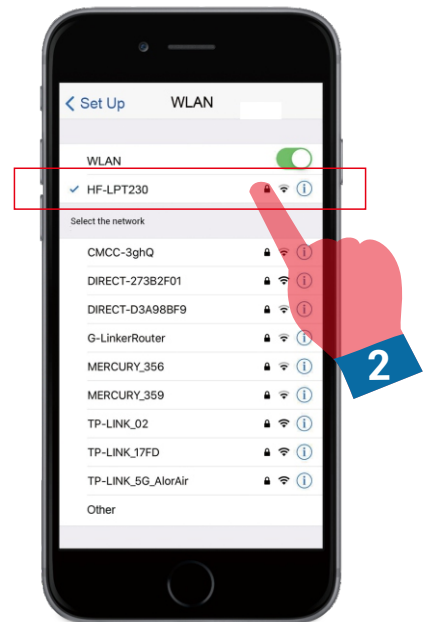 Set Up WLAN
WLAN
HF-LPT230
Select the network
CMCC-3ghQ
DIRECT-273B2F01
DIRECT-D3A98BF9
G-LinkerRouter
MERCURY_356
MERCURY_359
TP-LINK_02
TP-LINK_17FD
TP-LINK_5G_AlorAir
Other
2